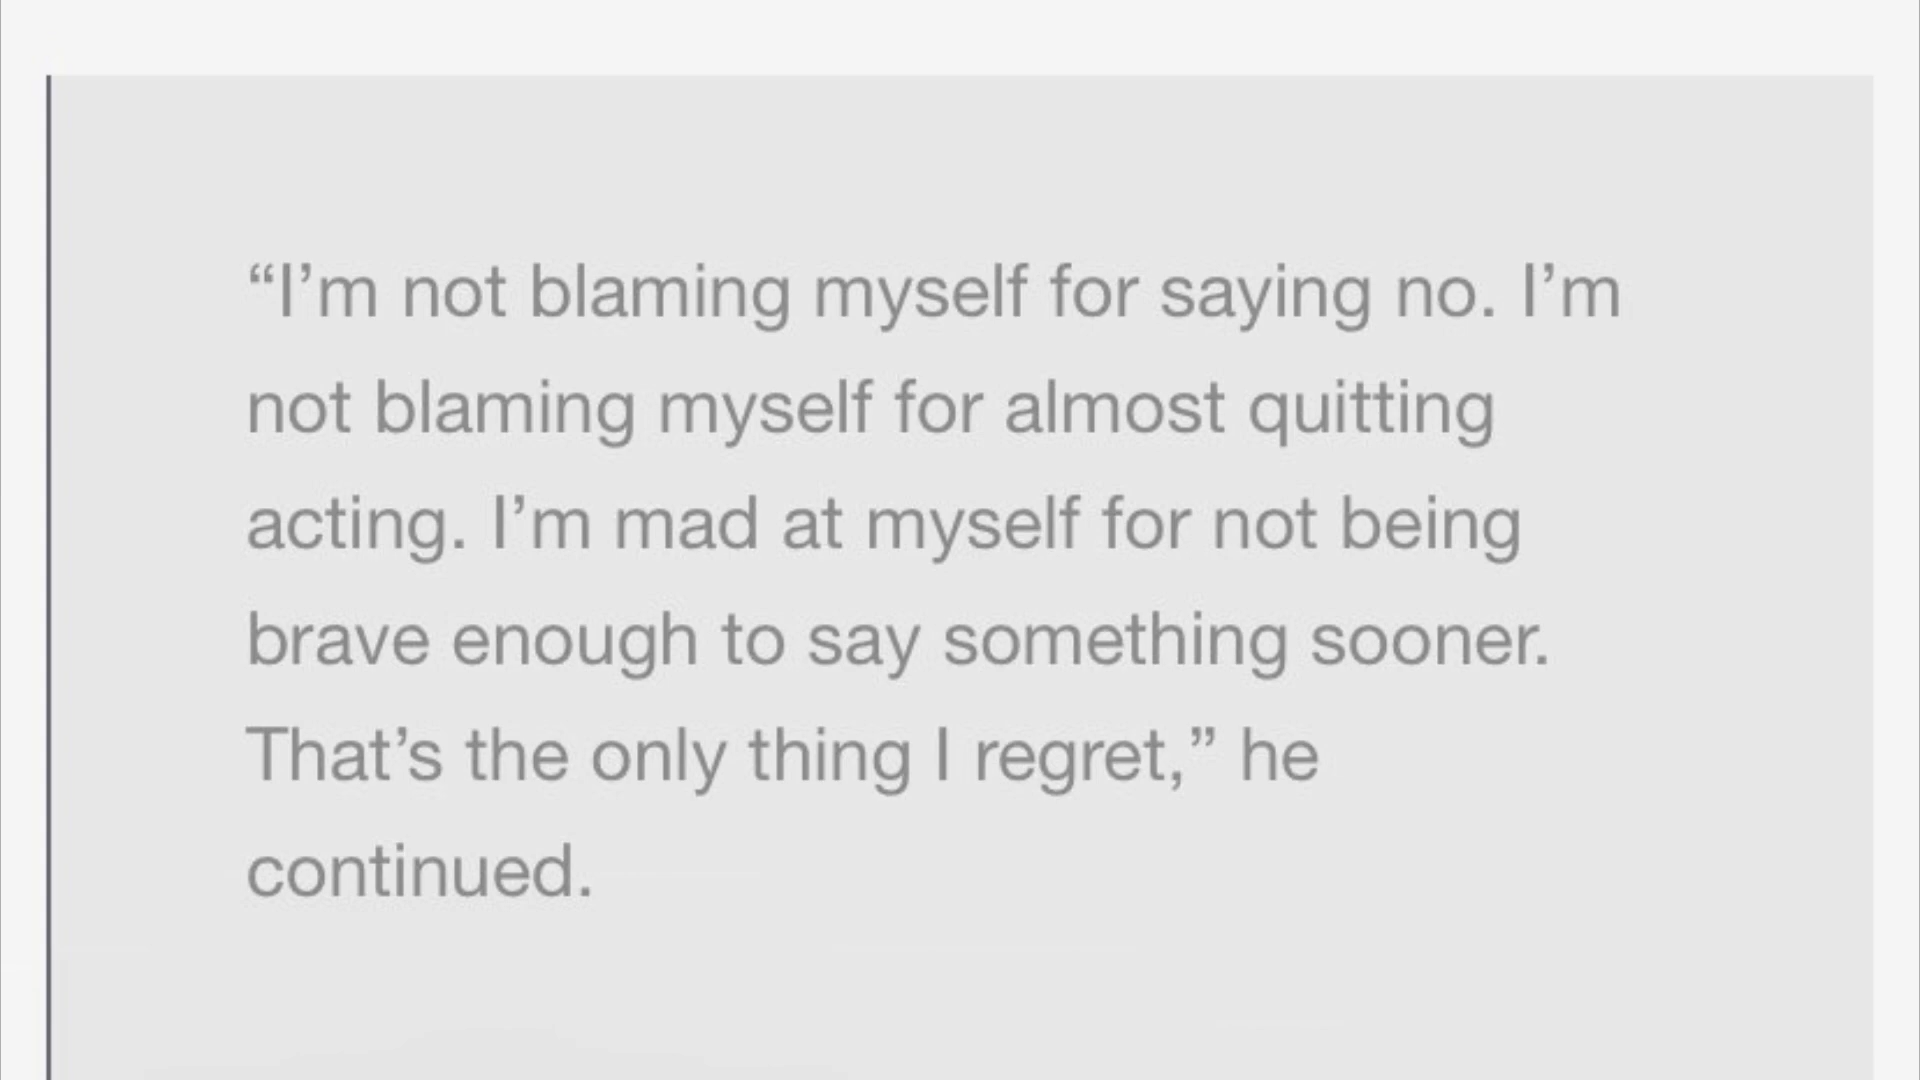 “I’m not blaming myself for saying no. I’m
not blaming myself for almost quitting
acting. I’m mad at myself for not being
brave enough to say something sooner.
That’s the only thing I regret,” he
continued.